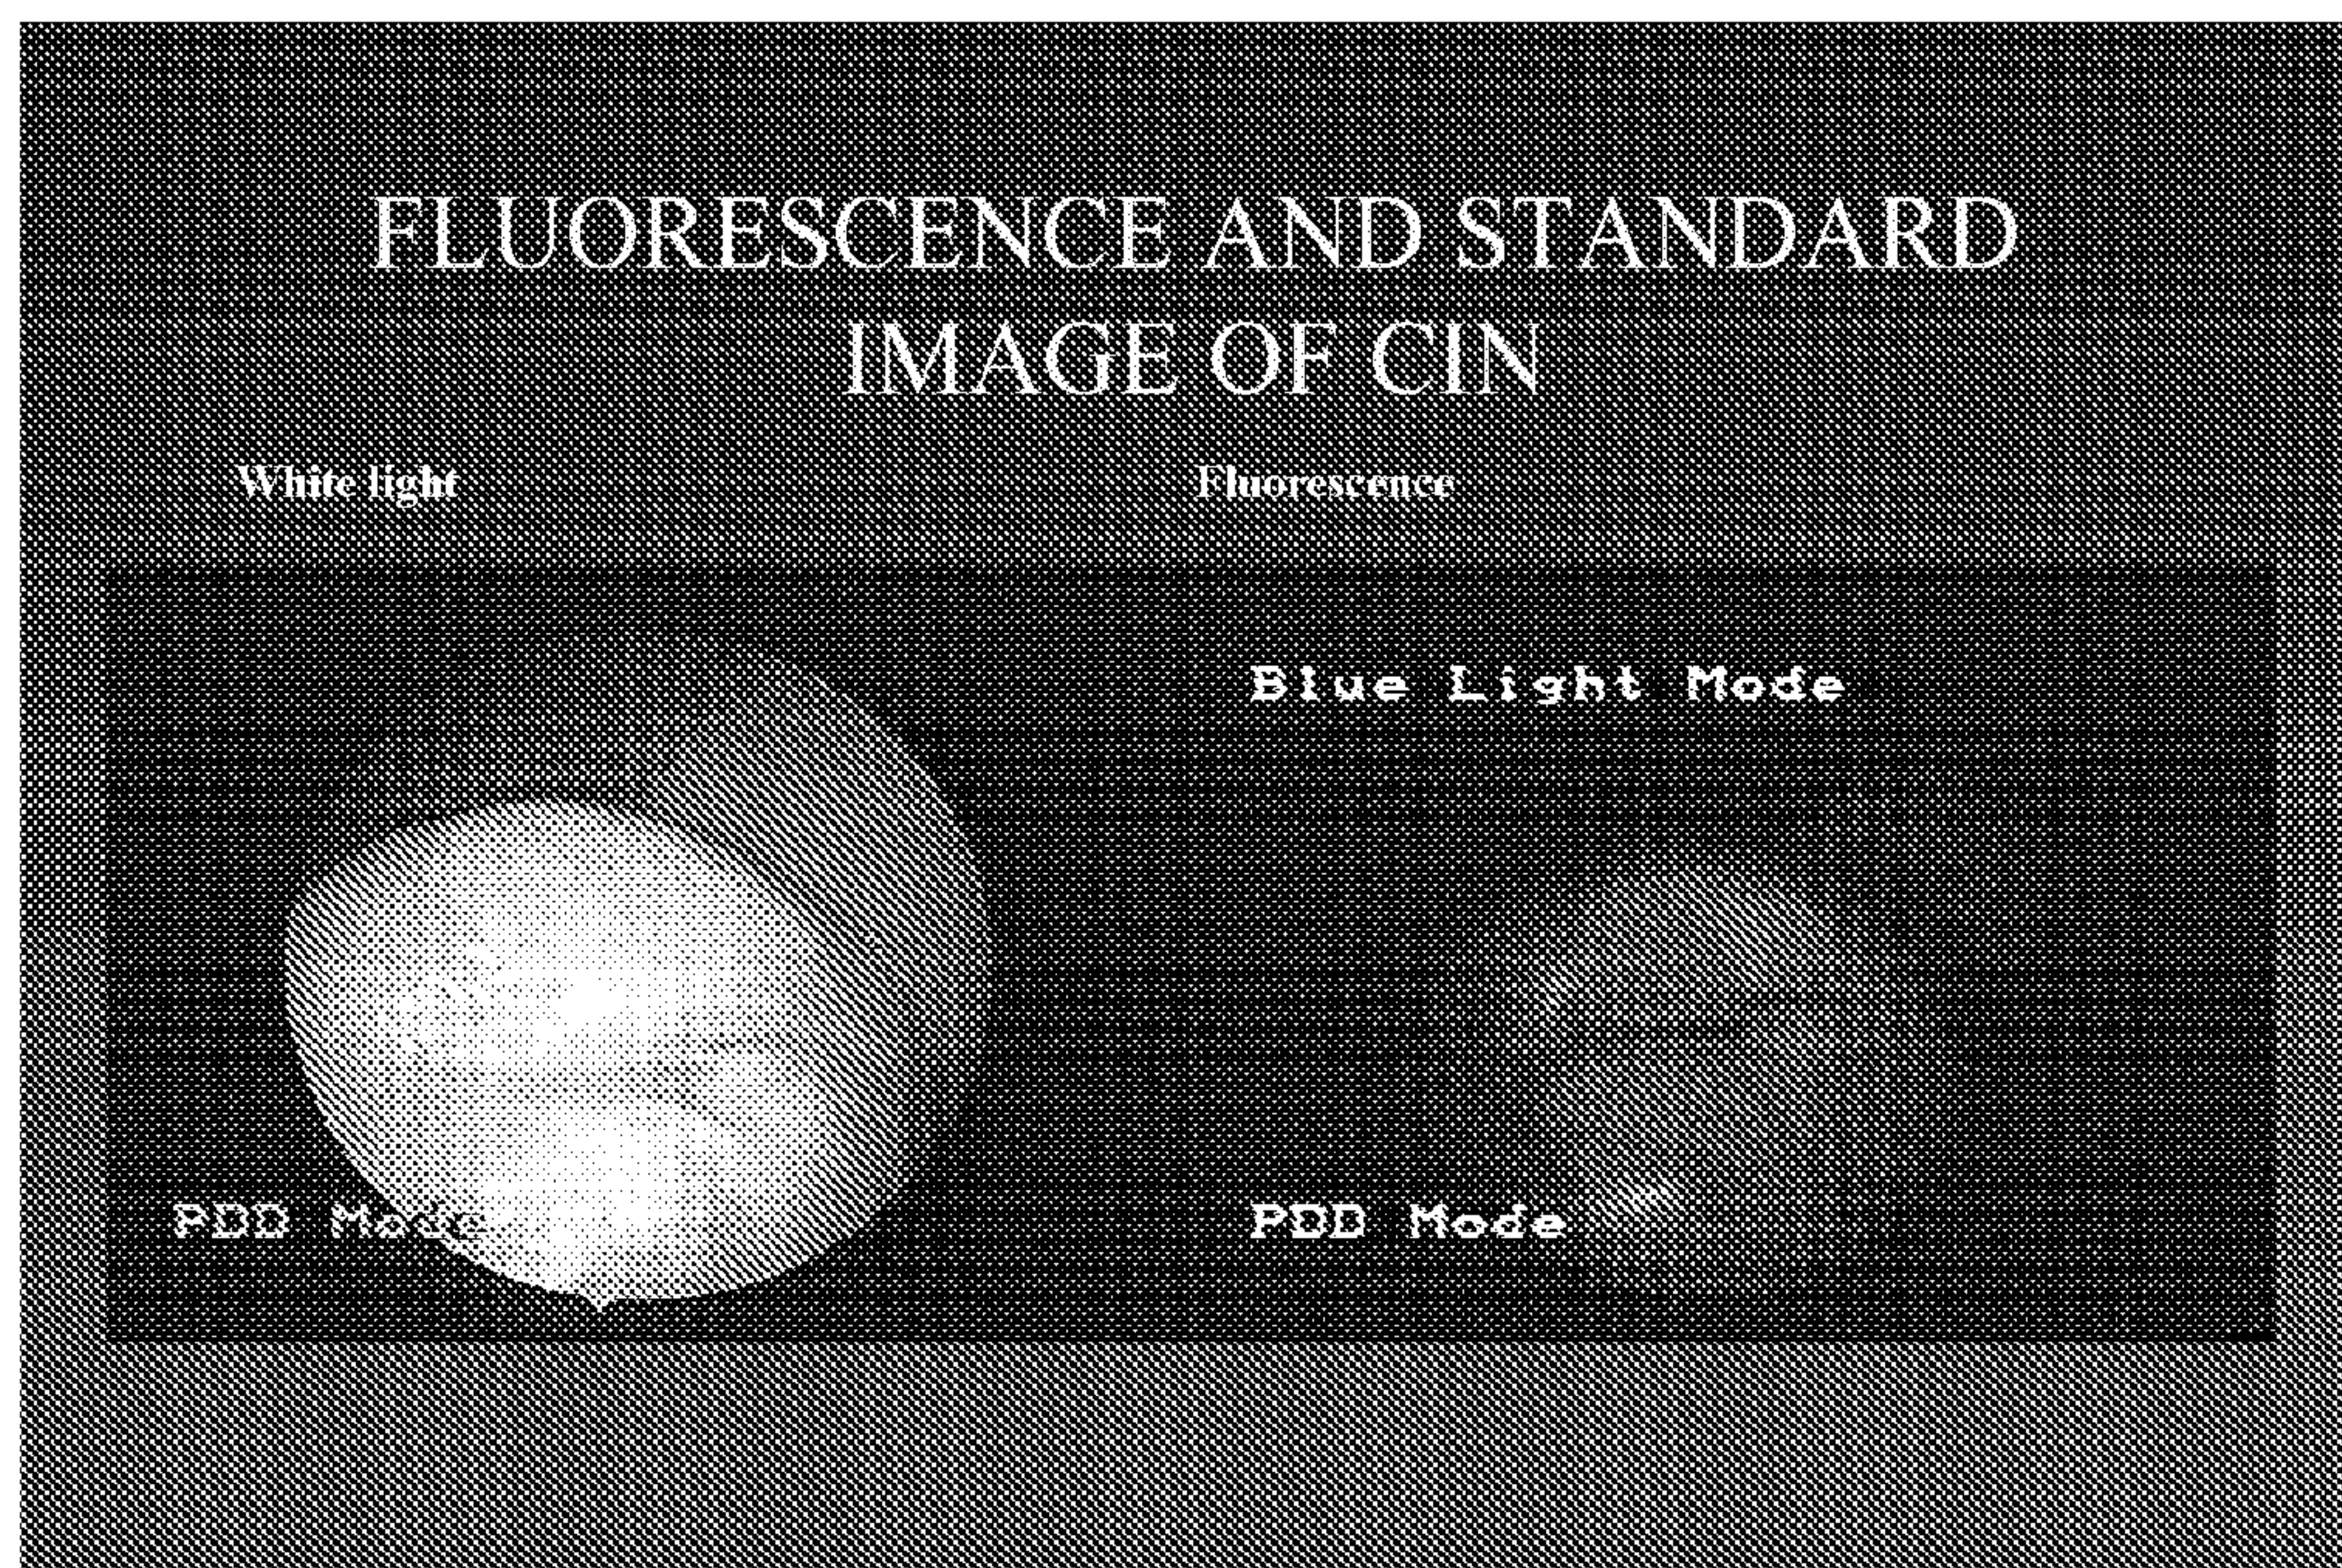 FLUORESCENCE AND STANDARD
IMAGE OF CIN
White light
Fluorescence
Blue Light Mode
PDD Mode
PDD Mode